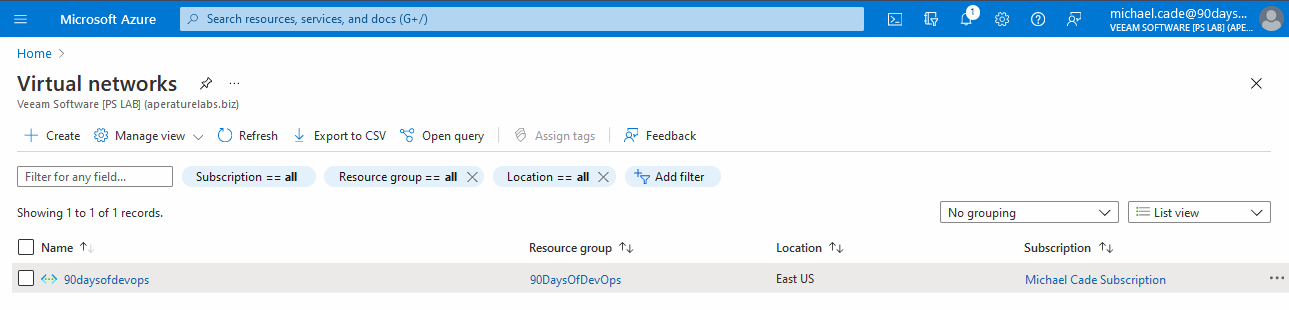 Microsoft Azure Search resources, services, and docs (G+/) 1 michael.cade@90days...
VEEAM SOFTWARE [PS LAB] (APE...
Home
Virtual networks ...
Veeam Software [PS LAB] (aperaturelabs.biz)
Create Manage view Refresh Export to CSV Open query Assign tags Feedback
Filter for any field... Subscription == all Resource group == all Location == all Add filter
Showing 1 to 1 of 1 records. No grouping List view
Name Resource group Location Subscription
90daysofdevops 90DaysOfDevOps East US Michael Cade Subscription ...